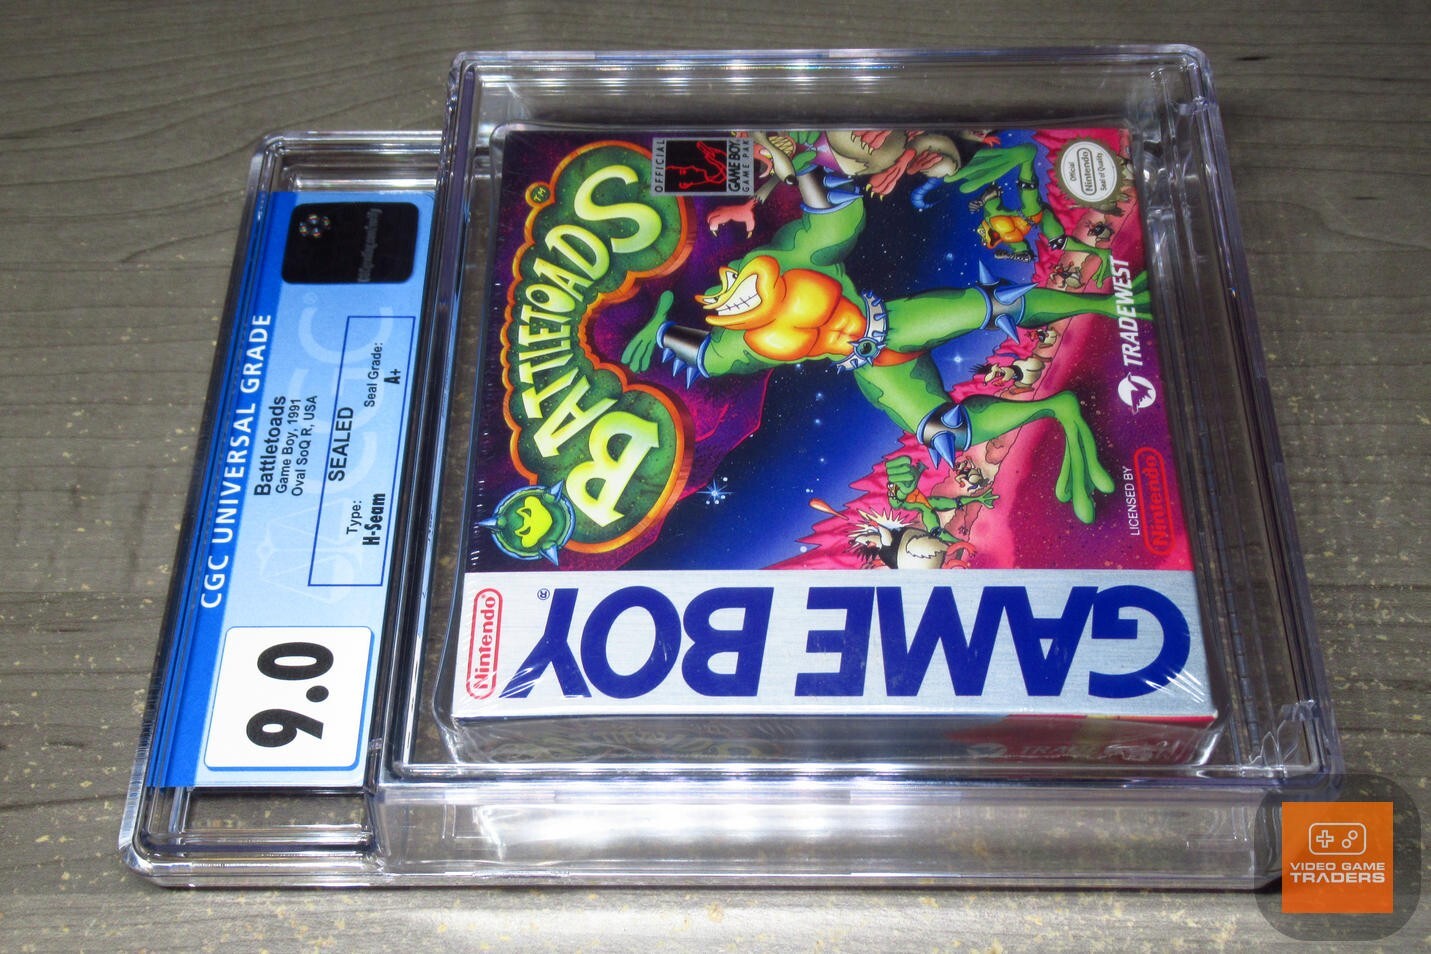 CGC UNIVERSAL GRADE
Battletoads
Game Boy, 1991
Oval SoQ R, USA
SEALED
Type:
H-Seam
Seal Grade:
A+
9.0
Nintendo
GAME BOY®
BATTLETOADS
TM
OFFICIAL
GAME BOY
GAME PAK
Official
Nintendo
Seal of Quality
TRADEWEST
LICENSED BY
Nintendo
VIDEO GAME
TRADERS